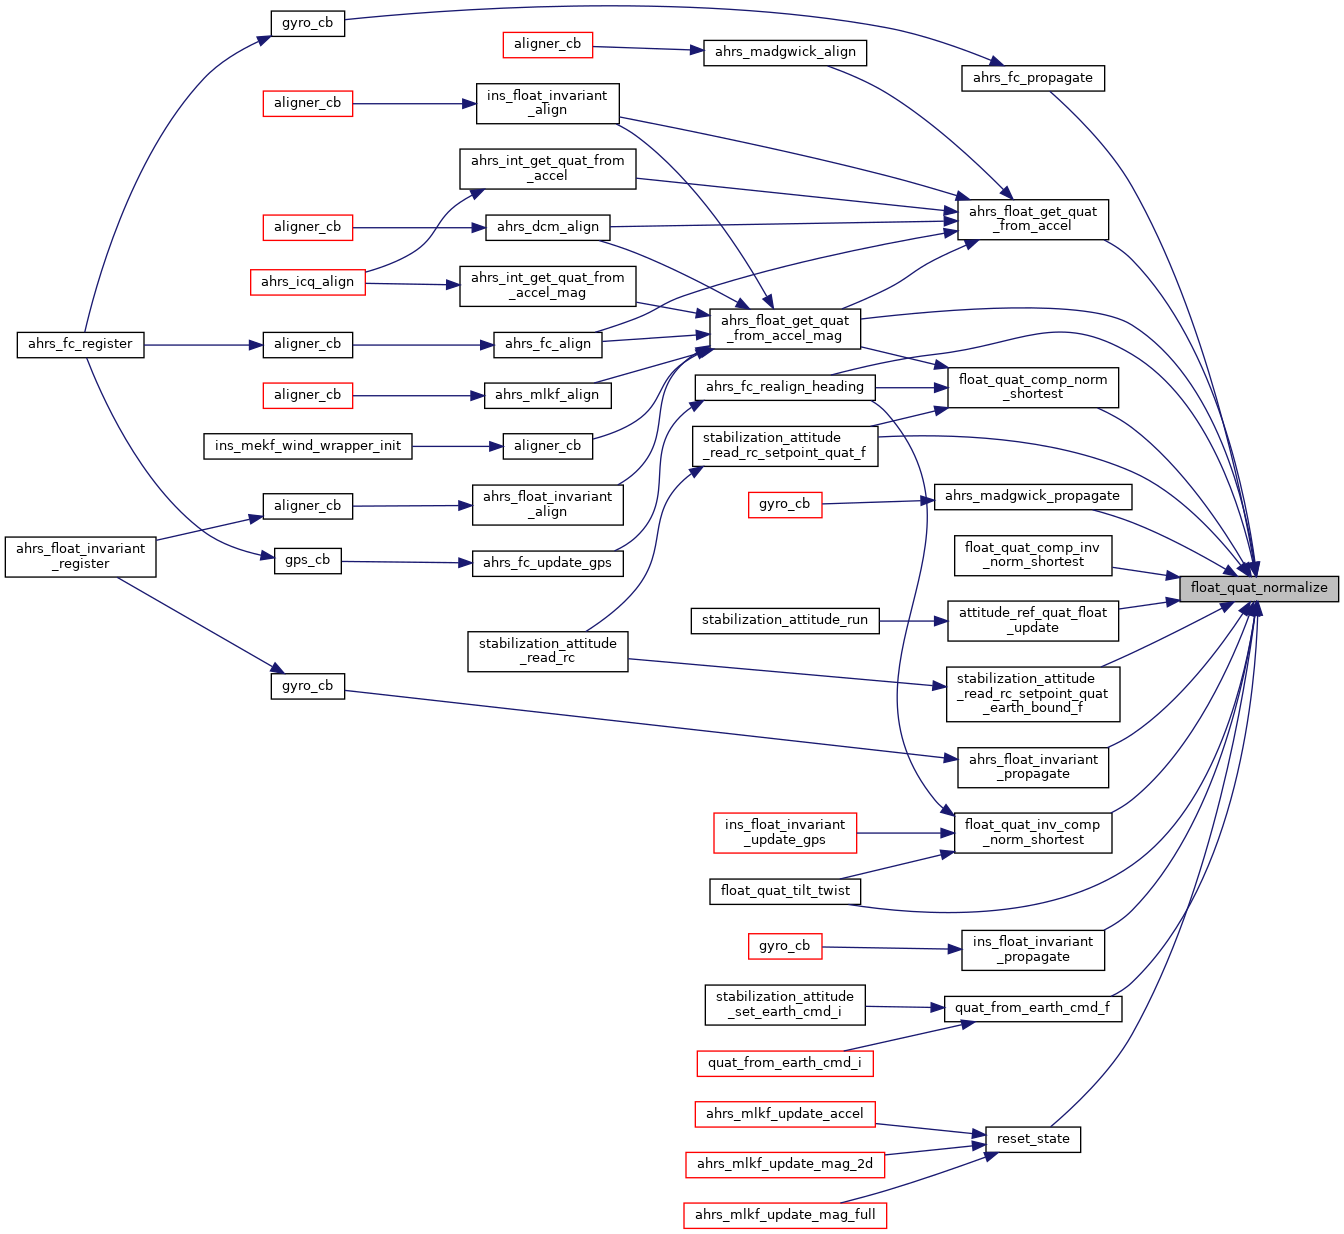 gyro_cb
aligner_cb
ahrs_madgwick_align
ahrs_fc_propagate
aligner_cb
ins_float_invariant
_align
ahrs_int_get_quat_from
_accel
ahrs_float_get_quat
_from_accel
aligner_cb
ahrs_dcm_align
ahrs_icq_align
ahrs_int_get_quat_from
_accel_mag
ahrs_float_get_quat
_from_accel_mag
ahrs_fc_register
aligner_cb
ahrs_fc_align
ahrs_fc_realign_heading
float_quat_comp_norm
_shortest
aligner_cb
ahrs_mlkf_align
ins_mekf_wind_wrapper_init
aligner_cb
stabilization_attitude
_read_rc_setpoint_quat_f
aligner_cb
ahrs_float_invariant
_align
gyro_cb
ahrs_madgwick_propagate
ahrs_float_invariant
_register
gps_cb
ahrs_fc_update_gps
float_quat_comp_inv
_norm_shortest
float_quat_normalize
stabilization_attitude_run
attitude_ref_quat_float
_update
stabilization_attitude
_read_rc
gyro_cb
stabilization_attitude
_read_rc_setpoint_quat
_earth_bound_f
ahrs_float_invariant
_propagate
ins_float_invariant
_update_gps
float_quat_inv_comp
_norm_shortest
float_quat_tilt_twist
gyro_cb
ins_float_invariant
_propagate
stabilization_attitude
_set_earth_cmd_i
quat_from_earth_cmd_f
quat_from_earth_cmd_i
ahrs_mlkf_update_accel
reset_state
ahrs_mlkf_update_mag_2d
ahrs_mlkf_update_mag_full